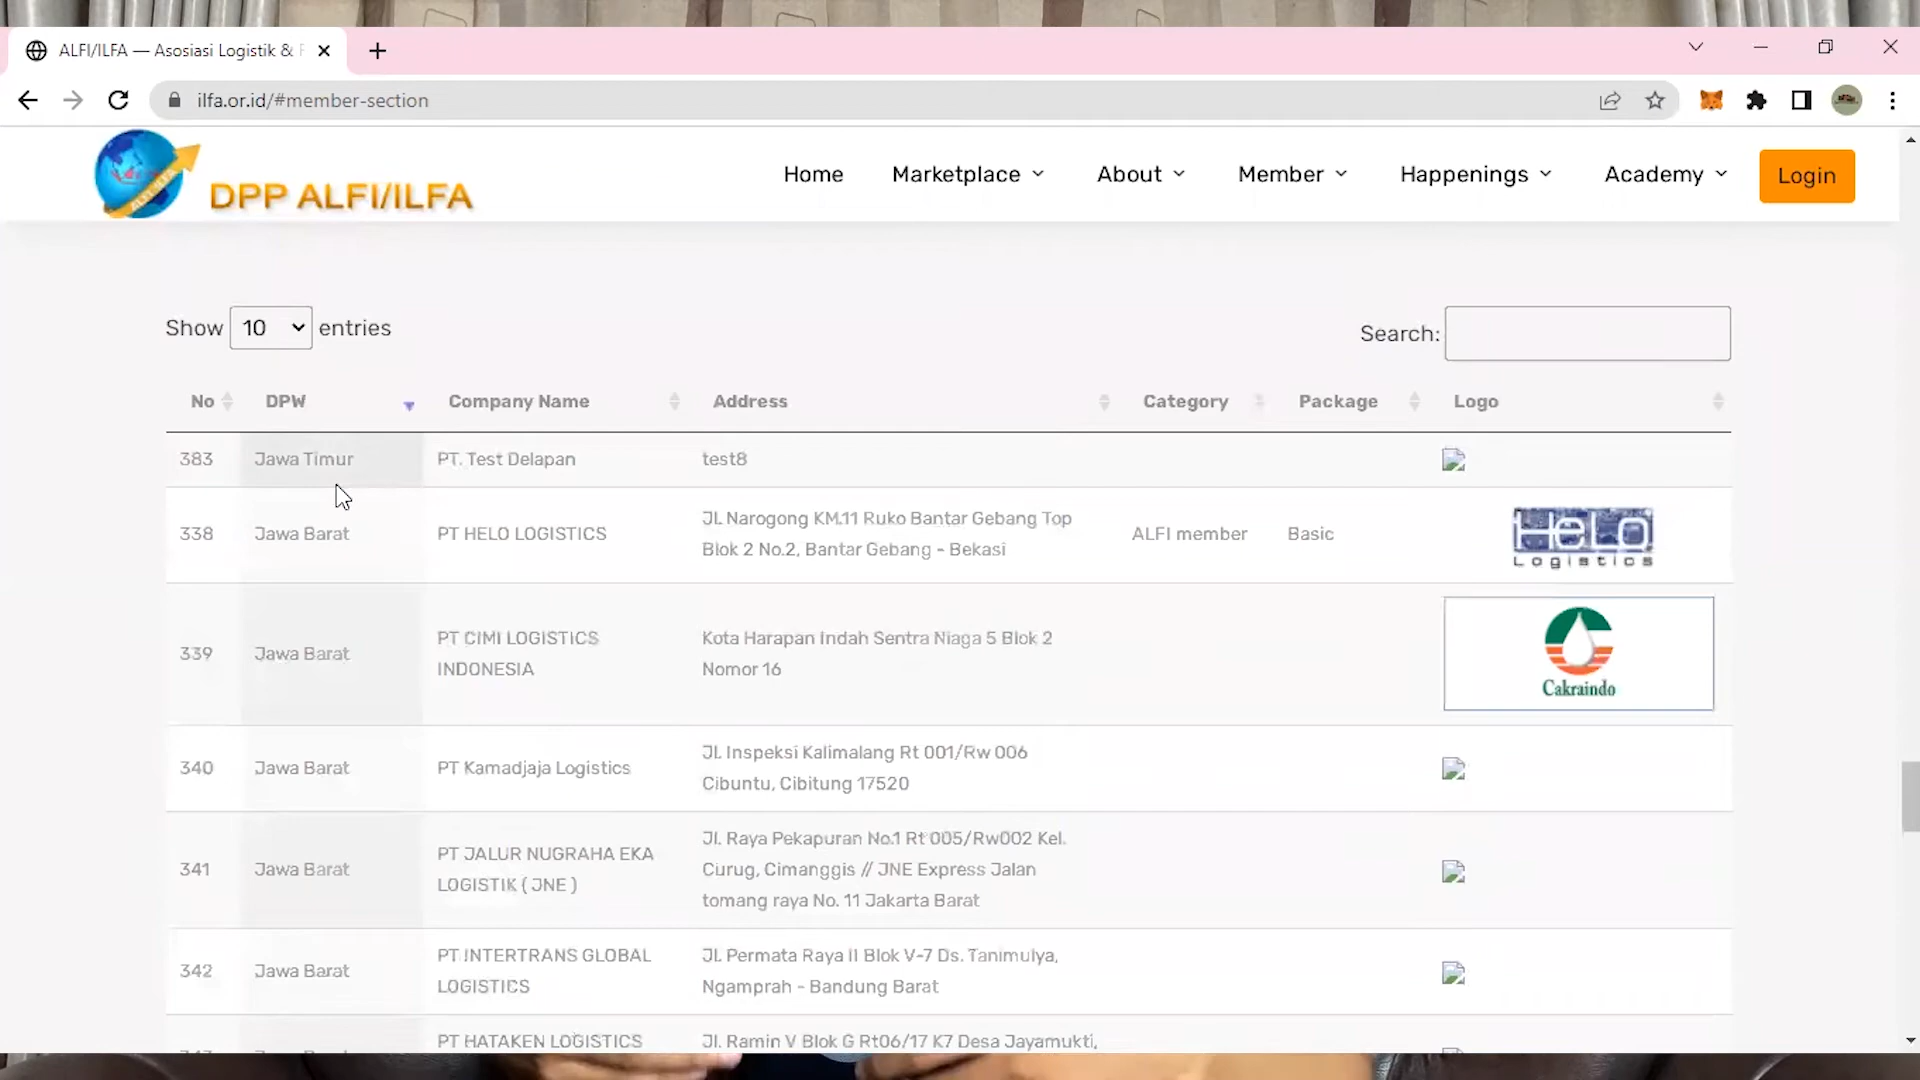 ALFI/ILFA — Asosiasi Logistik &
ilfa.or.id/#member-section
DPP ALFI/ILFA
Home
Marketplace
About
Member
Happenings
Academy
Login
Show 10 entries
Search:
No DPW Company Name Address Category Package Logo
383 Jawa Timur PT. Test Delapan test8
338 Jawa Barat PT HELO LOGISTICS
Jl. Narogong KM.11 Ruko Bantar Gebang Top
Blok 2 No.2, Bantar Gebang - Bekasi
ALFI member Basic
HeLo
Logistics
339 Jawa Barat
PT CIMI LOGISTICS
INDONESIA
Kota Harapan Indah Sentra Niaga 5 Blok 2
Nomor 16
Cakraindo
340 Jawa Barat PT Kamadjaja Logistics
Jl. Inspeksi Kalimalang Rt 001/Rw 006
Cibuntu, Cibitung 17520
341 Jawa Barat
PT JALUR NUGRAHA EKA
LOGISTIK ( JNE )
Jl. Raya Pekapuran No.1 Rt 005/Rw002 Kel.
Curug, Cimanggis // JNE Express Jalan
tomang raya No. 11 Jakarta Barat
342 Jawa Barat
PT INTERTRANS GLOBAL
LOGISTICS
Jl. Permata Raya II Blok V-7 Ds. Tanimulya,
Ngamprah - Bandung Barat
PT HATAKEN LOGISTICS
Jl. Ramin V Blok G Rt06/17 K7 Desa Jayamukti,